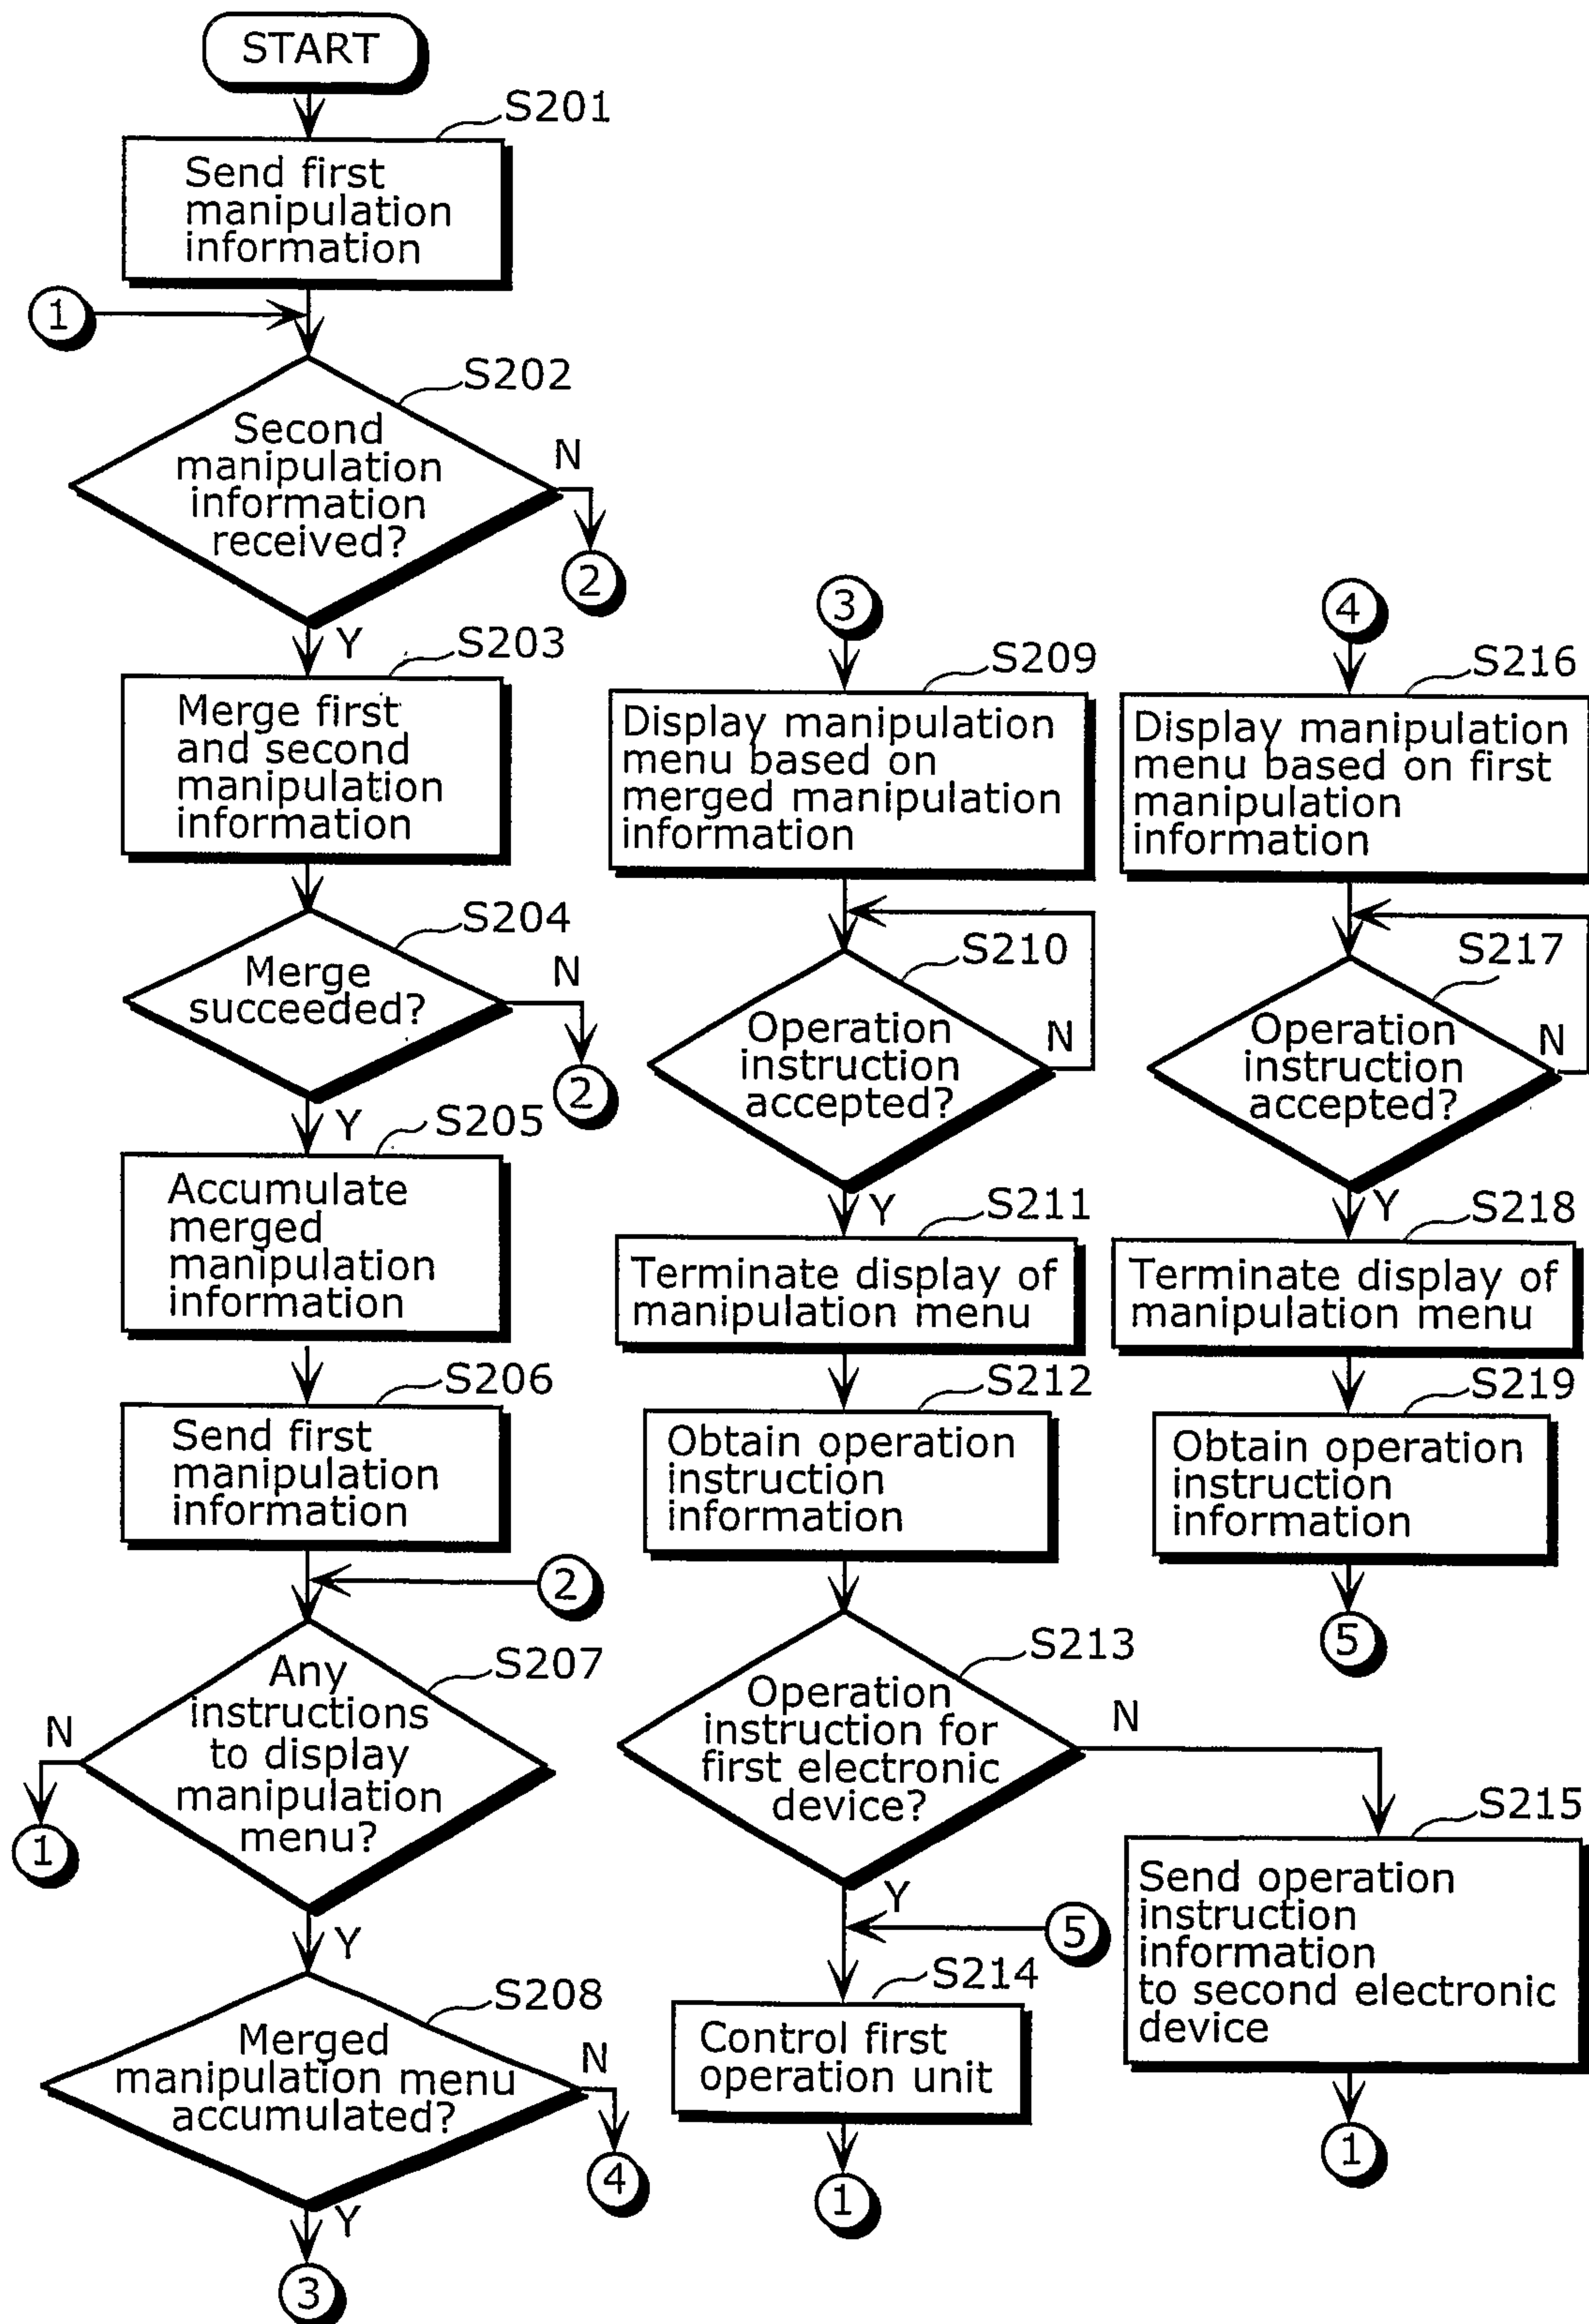 START
S201
Send first
manipulation
information
1
S202
Second
manipulation
information
received?
N
2
Y
S203
Merge first
and second
manipulation
information
S204
Merge
succeeded?
N
2
Y
S205
Accumulate
merged
manipulation
information
S206
Send first
manipulation
information
2
S207
Any
instructions
to display
manipulation
menu?
N
1
Y
S208
Merged
manipulation menu
accumulated?
N
4
Y
3
3
S209
Display manipulation
menu based on
merged manipulation
information
S210
Operation
instruction
accepted?
N
Y
S211
Terminate display of
manipulation menu
S212
Obtain operation
instruction
information
S213
Operation
instruction for
first electronic
device?
N
Y
5
S214
Control first
operation unit
1
S215
Send operation
instruction
information
to second electronic
device
1
4
S216
Display manipulation
menu based on first
manipulation
information
S217
Operation
instruction
accepted?
N
Y
S218
Terminate display of
manipulation menu
S219
Obtain operation
instruction
information
5